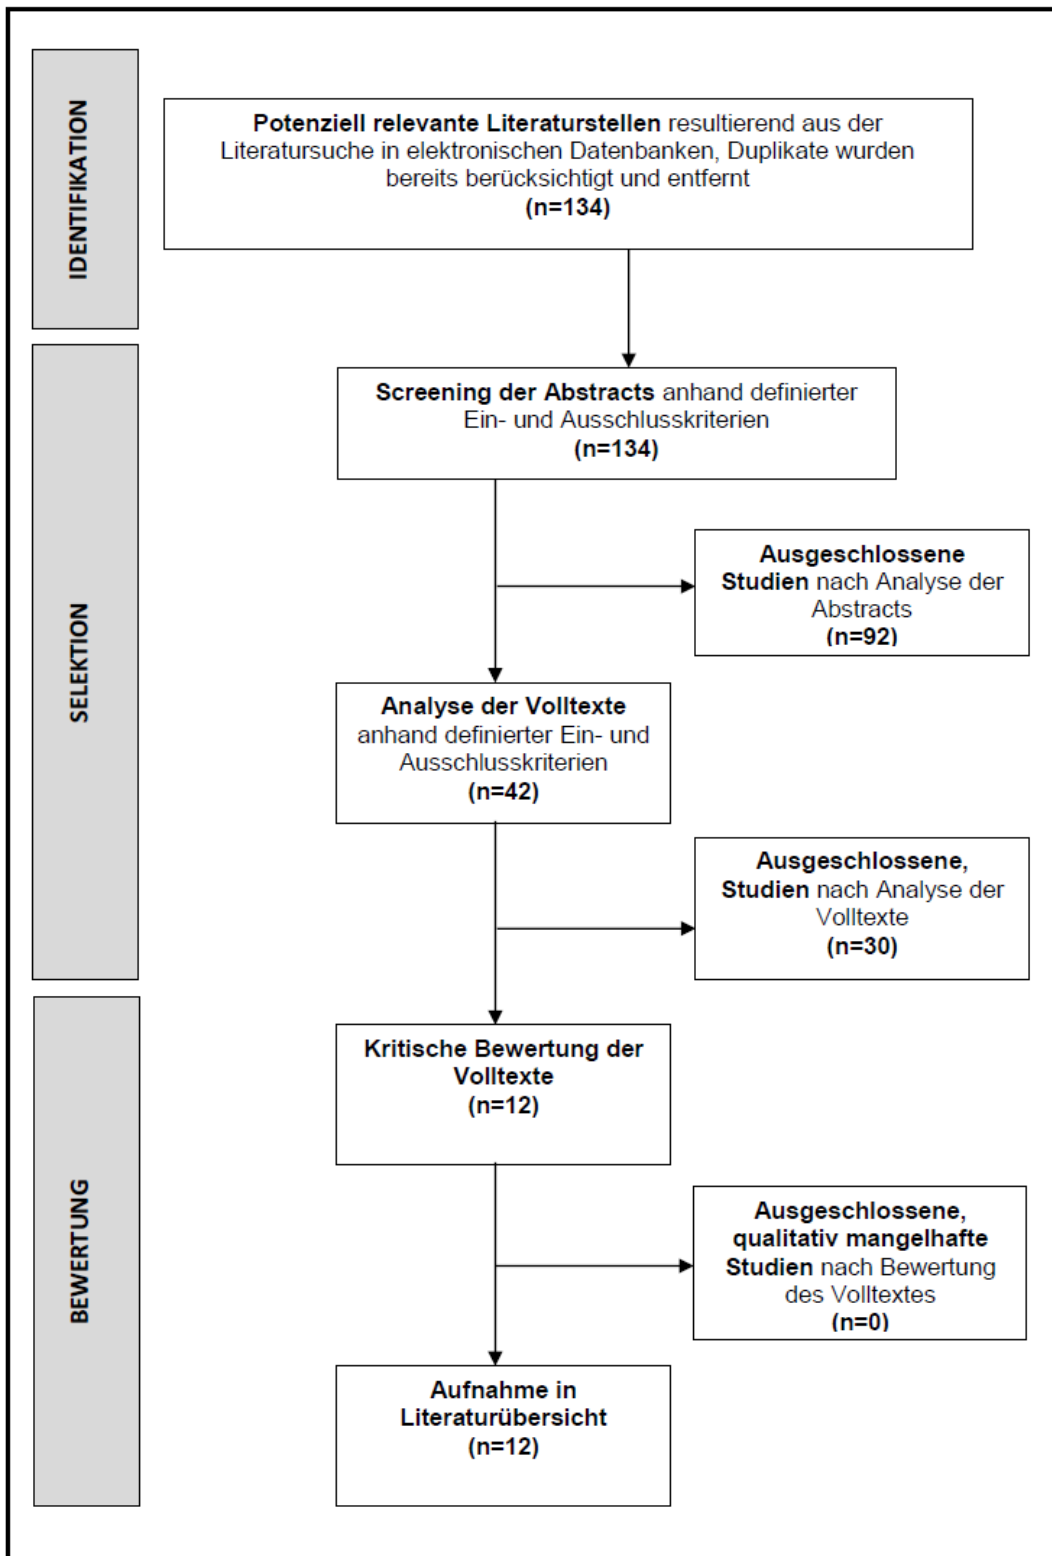 IDENTIFIKATION
Potenziell relevante Literaturstellen resultierend aus der
Literatursuche in elektronischen Datenbanken, Duplikate wurden
bereits berücksichtigt und entfernt
(n=134)
SELEKTION
Screening der Abstracts anhand definierter
Ein- und Ausschlusskriterien
(n=134)
Ausgeschlossene
Studien nach Analyse der
Abstracts
(n=92)
Analyse der Volltexte
anhand definierter Ein- und
Ausschlusskriterien
(n=42)
Ausgeschlossene,
Studien nach Analyse der
Volltexte
(n=30)
BEWERTUNG
Kritische Bewertung der
Volltexte
(n=12)
Ausgeschlossene,
qualitativ mangelhafte
Studien nach Bewertung
des Volltextes
(n=0)
Aufnahme in
Literaturübersicht
(n=12)